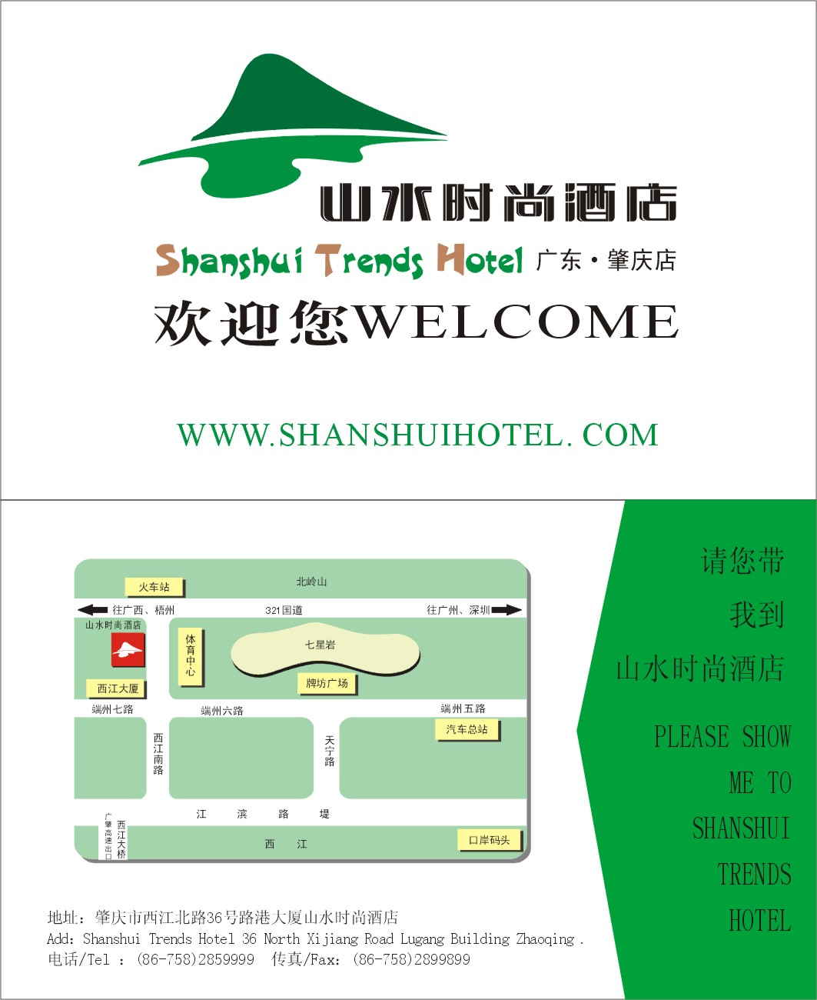 山水时尚酒店
Shanshui Trends Hotel 广东·肇庆店
欢迎您WELCOME
WWW.SHANSHUIHOTEL. COM
火车站
北岭山
往广西、梧州
321国道
往广州、深圳
山水时尚酒店
体育中心
七星岩
西江大厦
牌坊广场
端州七路
端州六路
端州五路
汽车总站
西江南路
天宁路
江 滨 路 堤
广肇高速出口
西江大桥
西 江
口岸码头
地址：肇庆市西江北路36号路港大厦山水时尚酒店
Add: Shanshui Trends Hotel 36 North Xijiang Road Lugang Building Zhaoqing .
电话/Tel : (86-758)2859999 传真/Fax: (86-758)2899899
请您带
我到
山水时尚酒店
PLEASE SHOW
ME TO
SHANSHUI
TRENDS
HOTEL